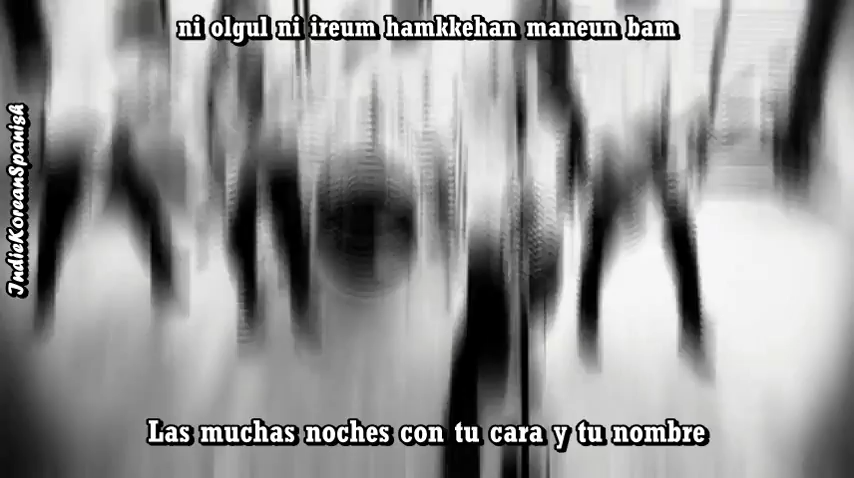 ni olgul ni ireum hamkkehan maneun bam
IndieKoreanSpanish
Las muchas noches con tu cara y tu nombre